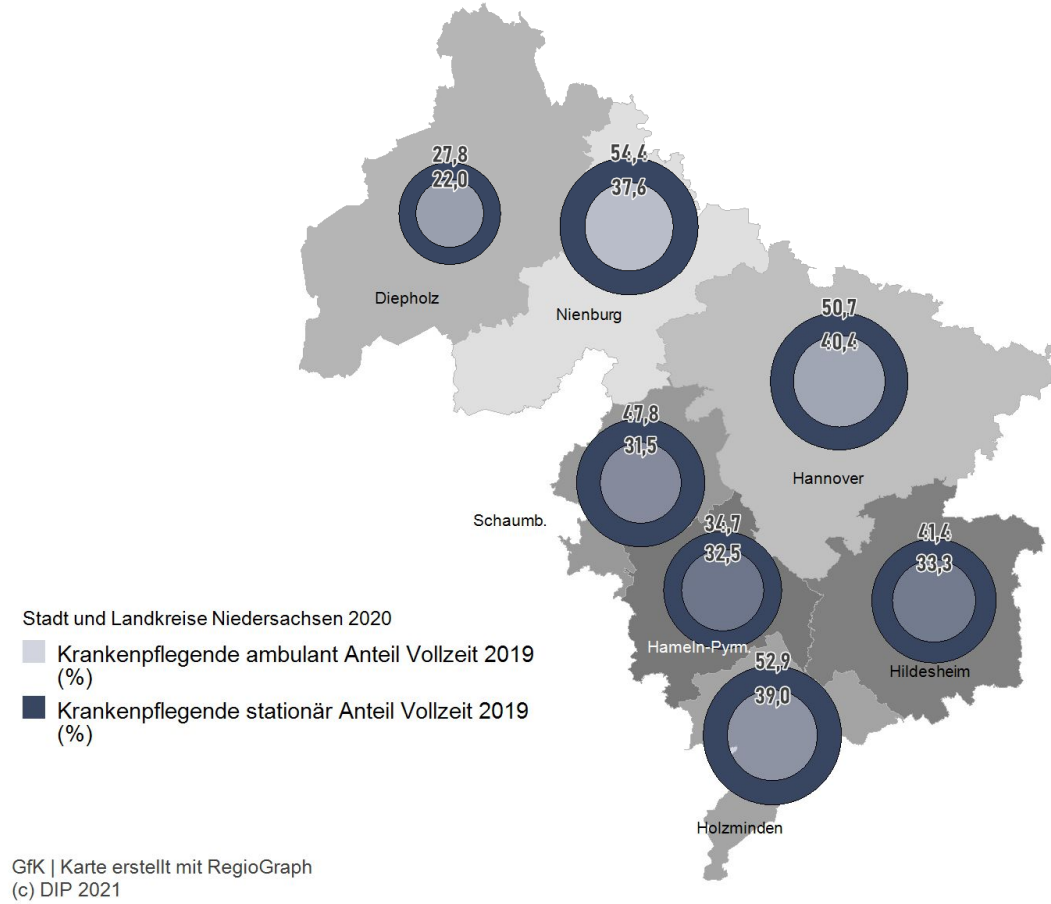 27,8
22,0
54,4
37,6
Diepholz
Nienburg
50,7
40,4
47,8
31,5
Hannover
Schaumb.
34,7
32,5
41,4
33,3
Stadt und Landkreise Niedersachsen 2020
Krankenpflegende ambulant Anteil Vollzeit 2019
(%)
Hameln-Pyrm.
52,9
Hildesheim
39,0
Krankenpflegende stationär Anteil Vollzeit 2019
(%)
Holzminden
GfK | Karte erstellt mit RegioGraph
(c) DIP 2021